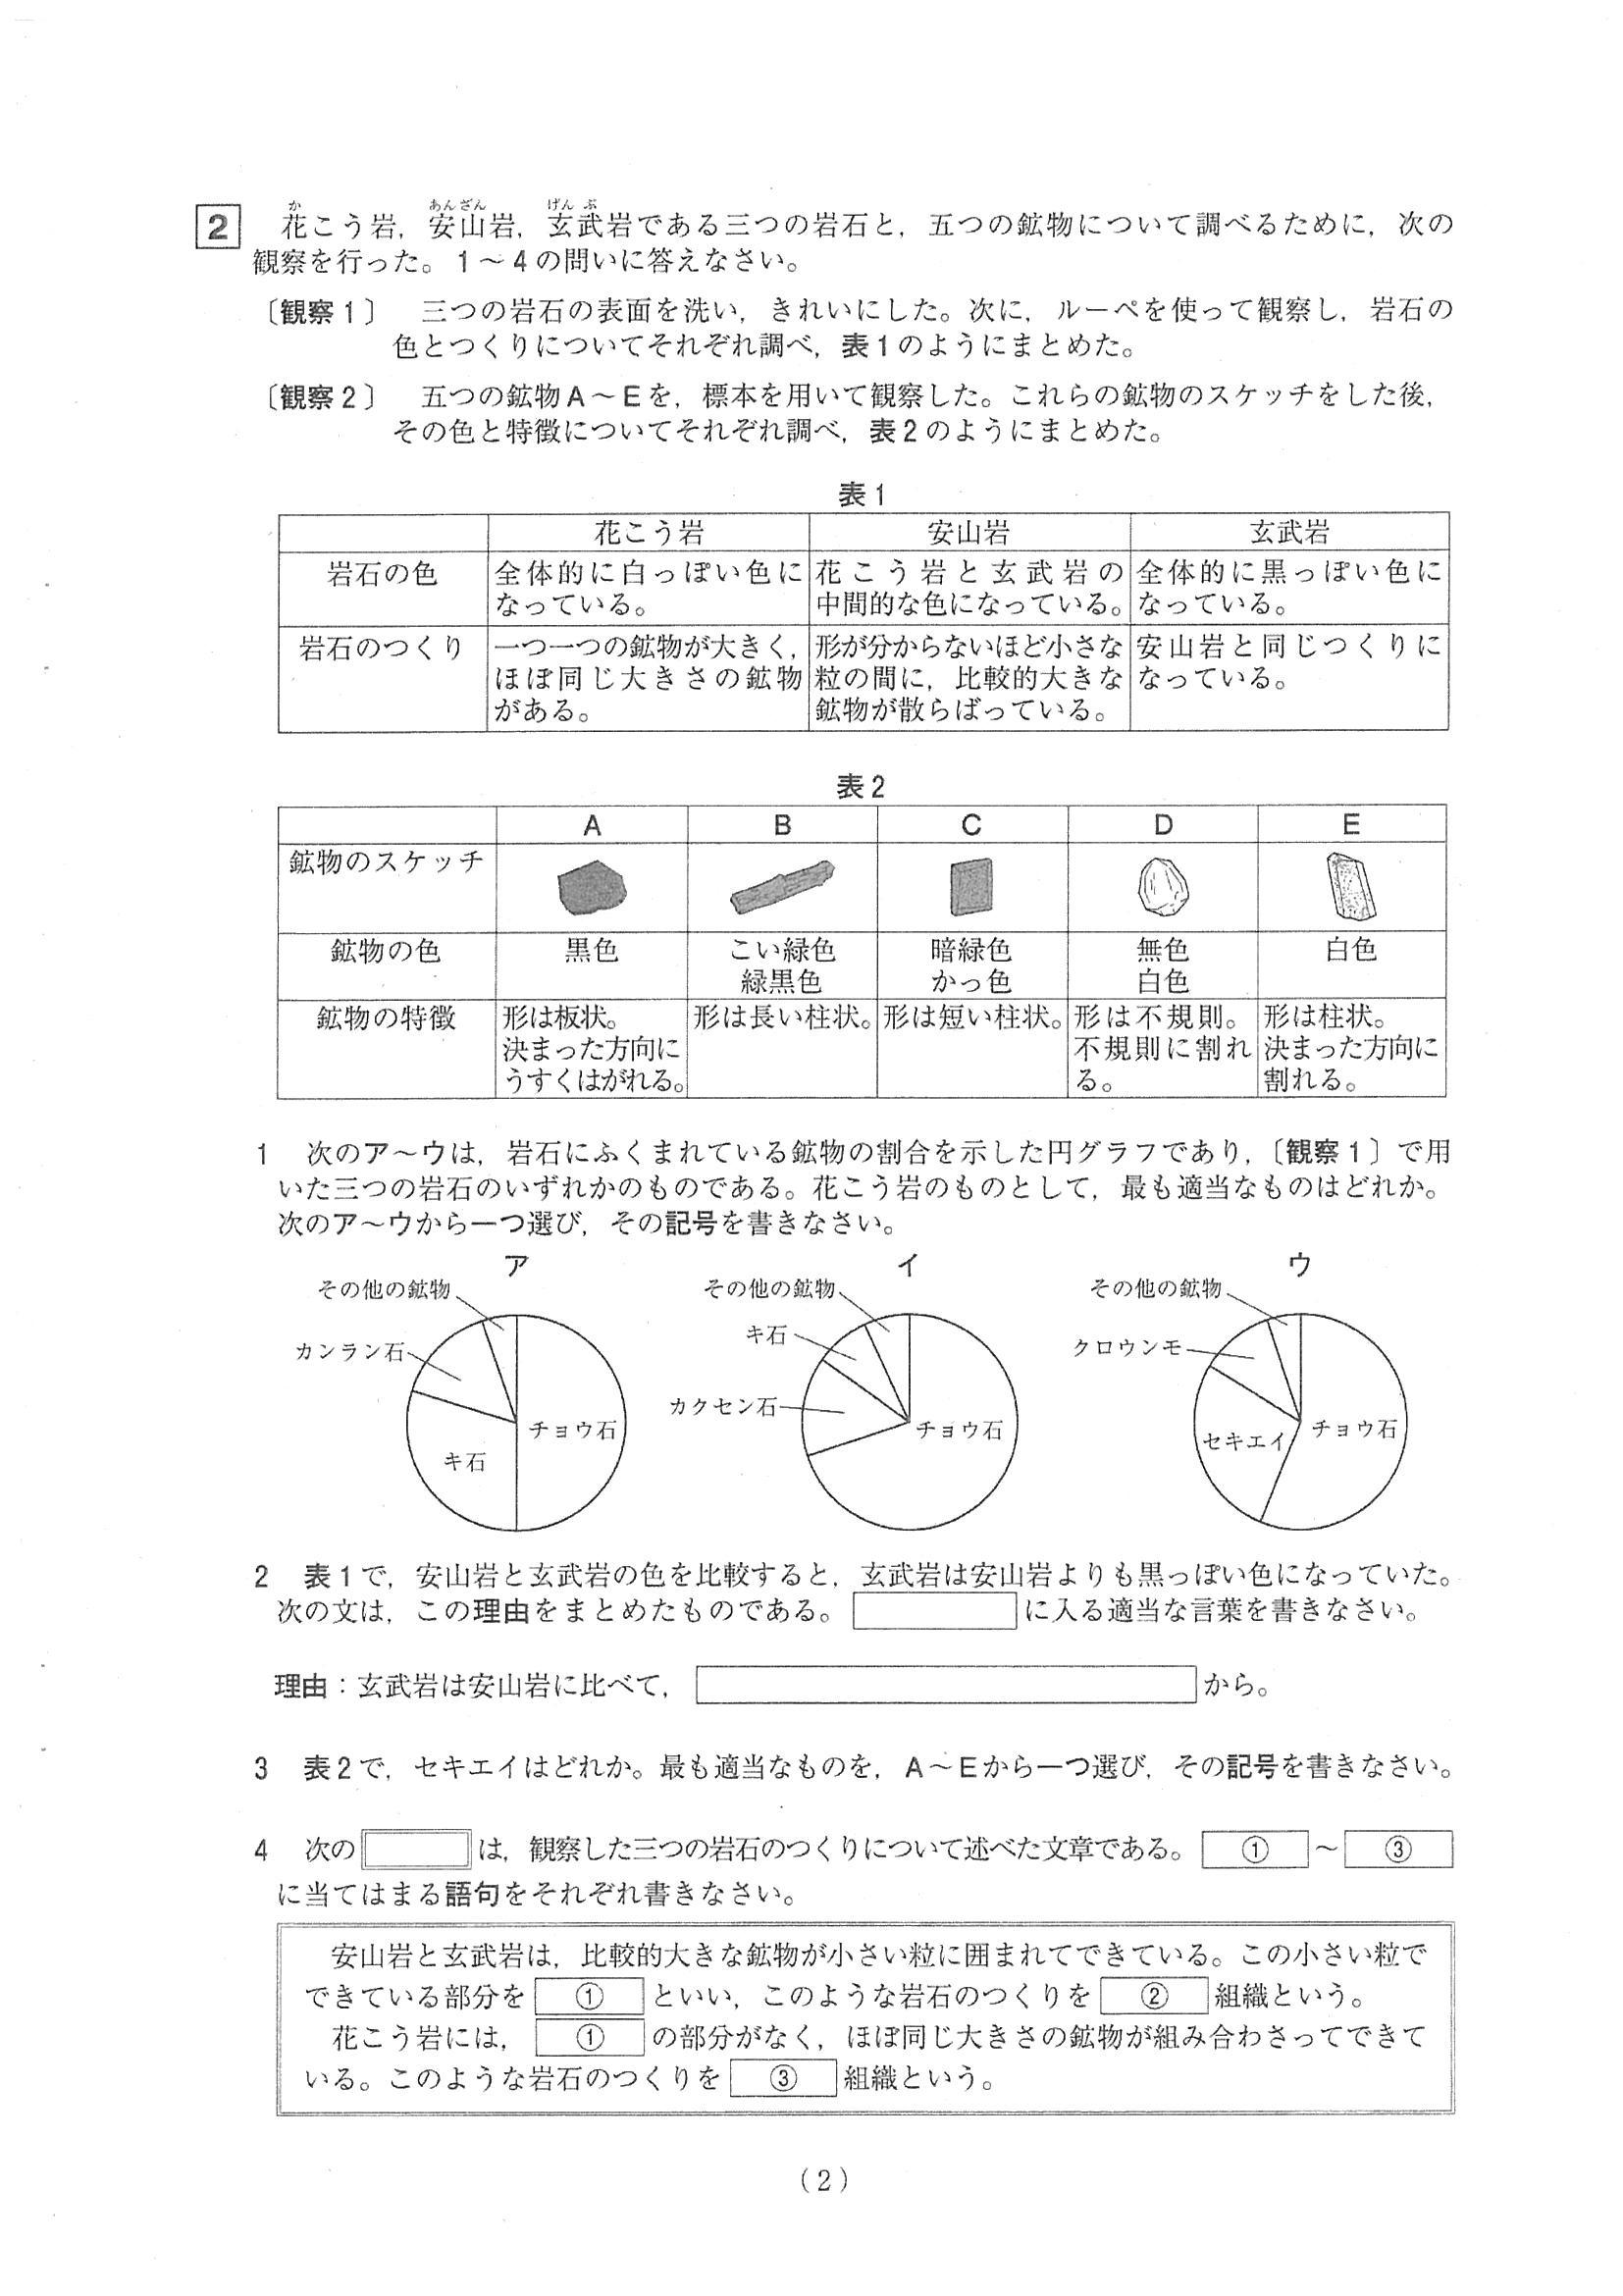 2 花こう岩，安山岩，玄武岩である三つの岩石と，五つの鉱物について調べるために，次の
か あんざん げんぶ
観察を行った。1～4の問いに答えなさい。
〔観察1〕 三つの岩石の表面を洗い，きれいにした。次に，ルーペを使って観察し，岩石の
色とつくりについてそれぞれ調べ，表1のようにまとめた。
〔観察2〕 五つの鉱物A～Eを，標本を用いて観察した。これらの鉱物のスケッチをした後，
その色と特徴についてそれぞれ調べ，表2のようにまとめた。
表1
花こう岩 安山岩 玄武岩
岩石の色 全体的に白っぽい色に 花こう岩と玄武岩の 全体的に黒っぽい色に
なっている。 中間的な色になっている。 なっている。
岩石のつくり 一つ一つの鉱物が大きく， 形が分からないほど小さな 安山岩と同じつくりに
ほぼ同じ大きさの鉱物 粒の間に，比較的大きな なっている。
がある。 鉱物が散らばっている。
表2
A B C D E
鉱物のスケッチ
鉱物の色 黒色 こい緑色 暗緑色 無色 白色
緑黒色 かっ色 白色
鉱物の特徴 形は板状。 形は長い柱状。 形は短い柱状。 形は不規則。 形は柱状。
決まった方向に 不規則に割れ 決まった方向に
うすくはがれる。 る。 割れる。
1 次のア～ウは，岩石にふくまれている鉱物の割合を示した円グラフであり，〔観察1〕で用
いた三つの岩石のいずれかのものである。花こう岩のものとして，最も適当なものはどれか。
次のア～ウから一つ選び，その記号を書きなさい。
ア イ ウ
その他の鉱物 その他の鉱物 その他の鉱物
カンラン石 キ石 クロウンモ
カクセン石
チョウ石 チョウ石 セキエイ チョウ石
キ石
2 表1で，安山岩と玄武岩の色を比較すると，玄武岩は安山岩よりも黒っぽい色になっていた。
次の文は，この理由をまとめたものである。 に入る適当な言葉を書きなさい。
理由：玄武岩は安山岩に比べて， から。
3 表2で，セキエイはどれか。最も適当なものを，A～Eから一つ選び，その記号を書きなさい。
4 次の は，観察した三つの岩石のつくりについて述べた文章である。 ① ～ ③
に当てはまる語句をそれぞれ書きなさい。
安山岩と玄武岩は，比較的大きな鉱物が小さい粒に囲まれてできている。この小さい粒で
できている部分を ① といい，このような岩石のつくりを ② 組織という。
花こう岩には， ① の部分がなく，ほぼ同じ大きさの鉱物が組み合わさってできて
いる。このような岩石のつくりを ③ 組織という。
（2）